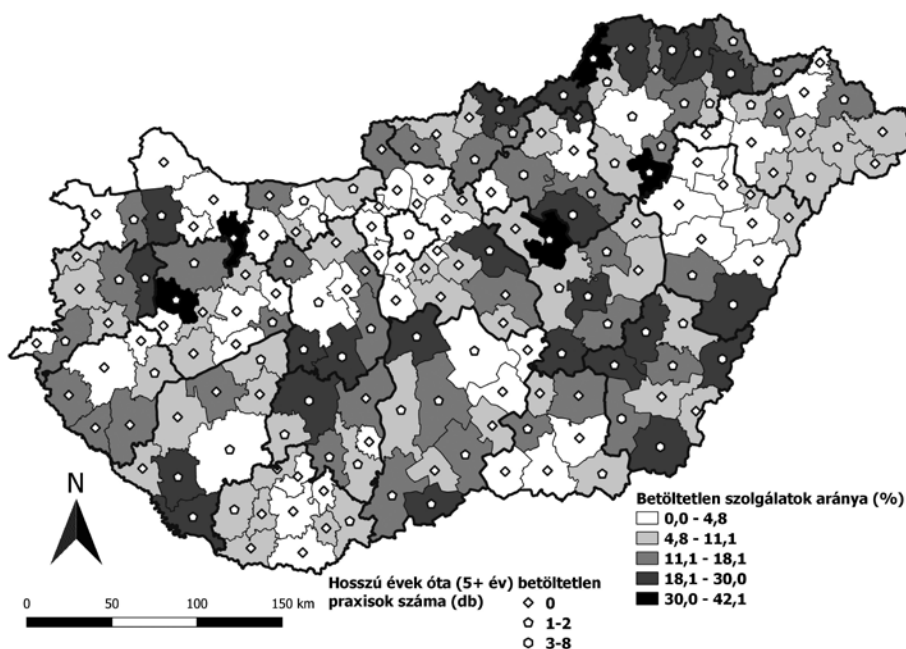 N
0 50 100 150 km
Hosszú évek óta (5+ év) betöltetlen
praxisok száma (db)
0
1-2
3-8
Betöltetlen szolgálatok aránya (%)
0,0 - 4,8
4,8 - 11,1
11,1 - 18,1
18,1 - 30,0
30,0 - 42,1